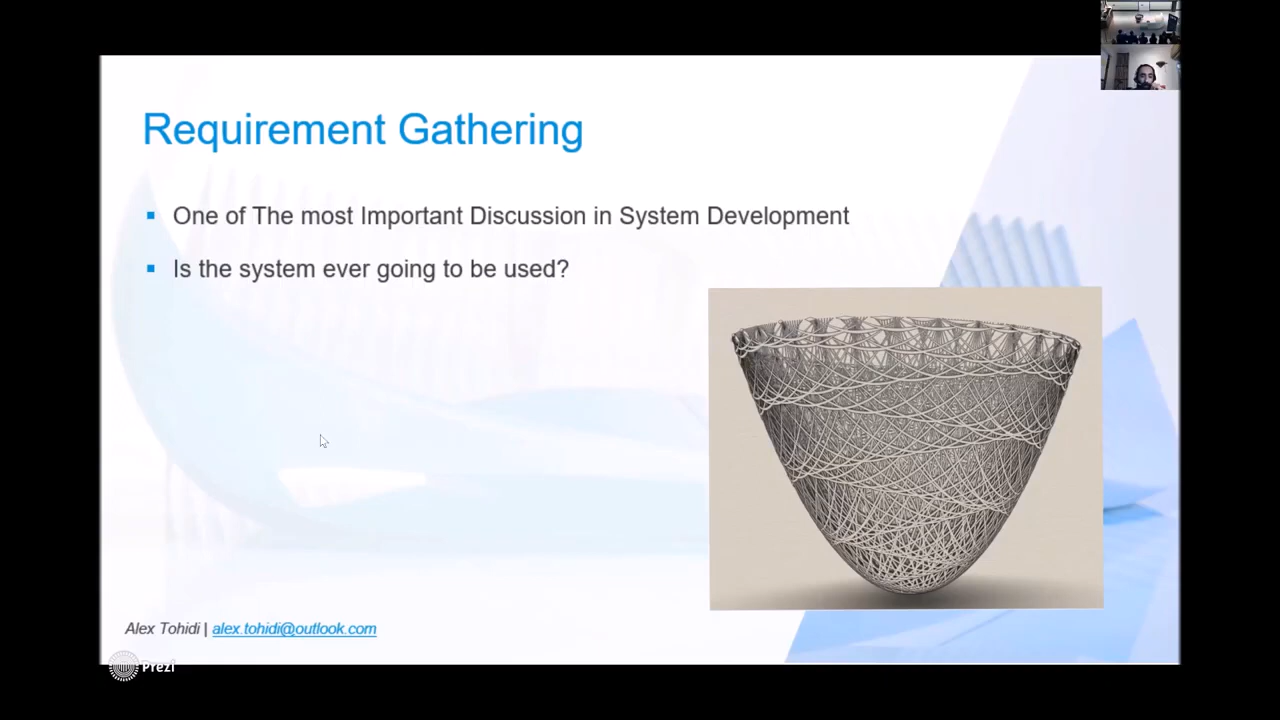 Requirement Gathering
One of The most Important Discussion in System Development
Is the system ever going to be used?
Alex Tohidi | alex.tohidi@outlook.com
Prezi